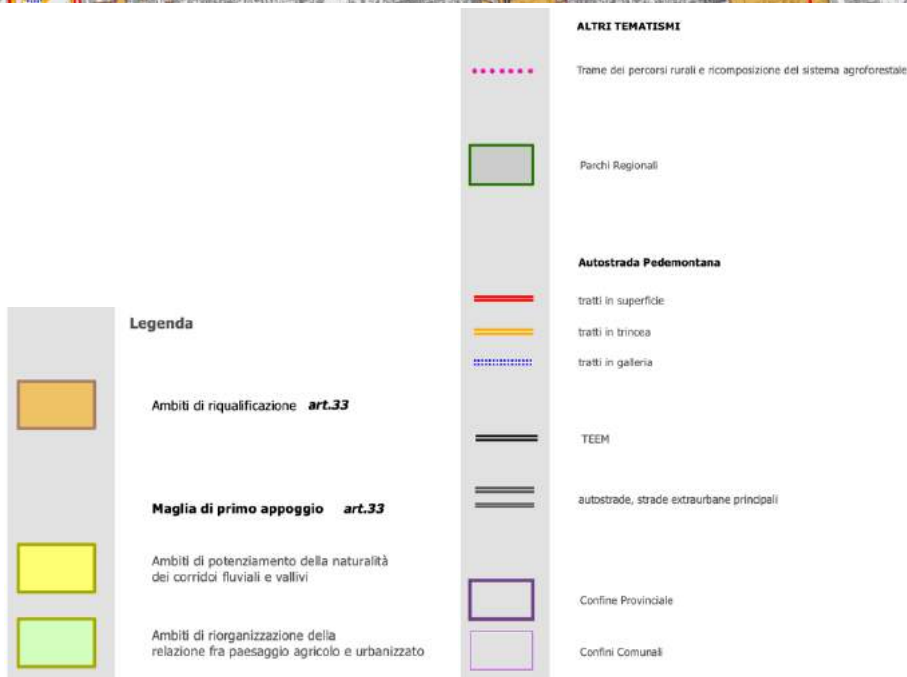 Legenda
Ambiti di riqualificazione art.33
Maglia di primo appoggio art.33
Ambiti di potenziamento della naturalità
dei corridoi fluviali e vallivi
Ambiti di riorganizzazione della
relazione fra paesaggio agricolo e urbanizzato
ALTRI TEMATISMI
Trame dei percorsi rurali e ricomposizione del sistema agroforestale
Parchi Regionali
Autostrada Pedemontana
tratti in superficie
tratti in trincea
tratti in galleria
TEEM
autostrade, strade extraurbane principali
Confine Provinciale
Confini Comunali